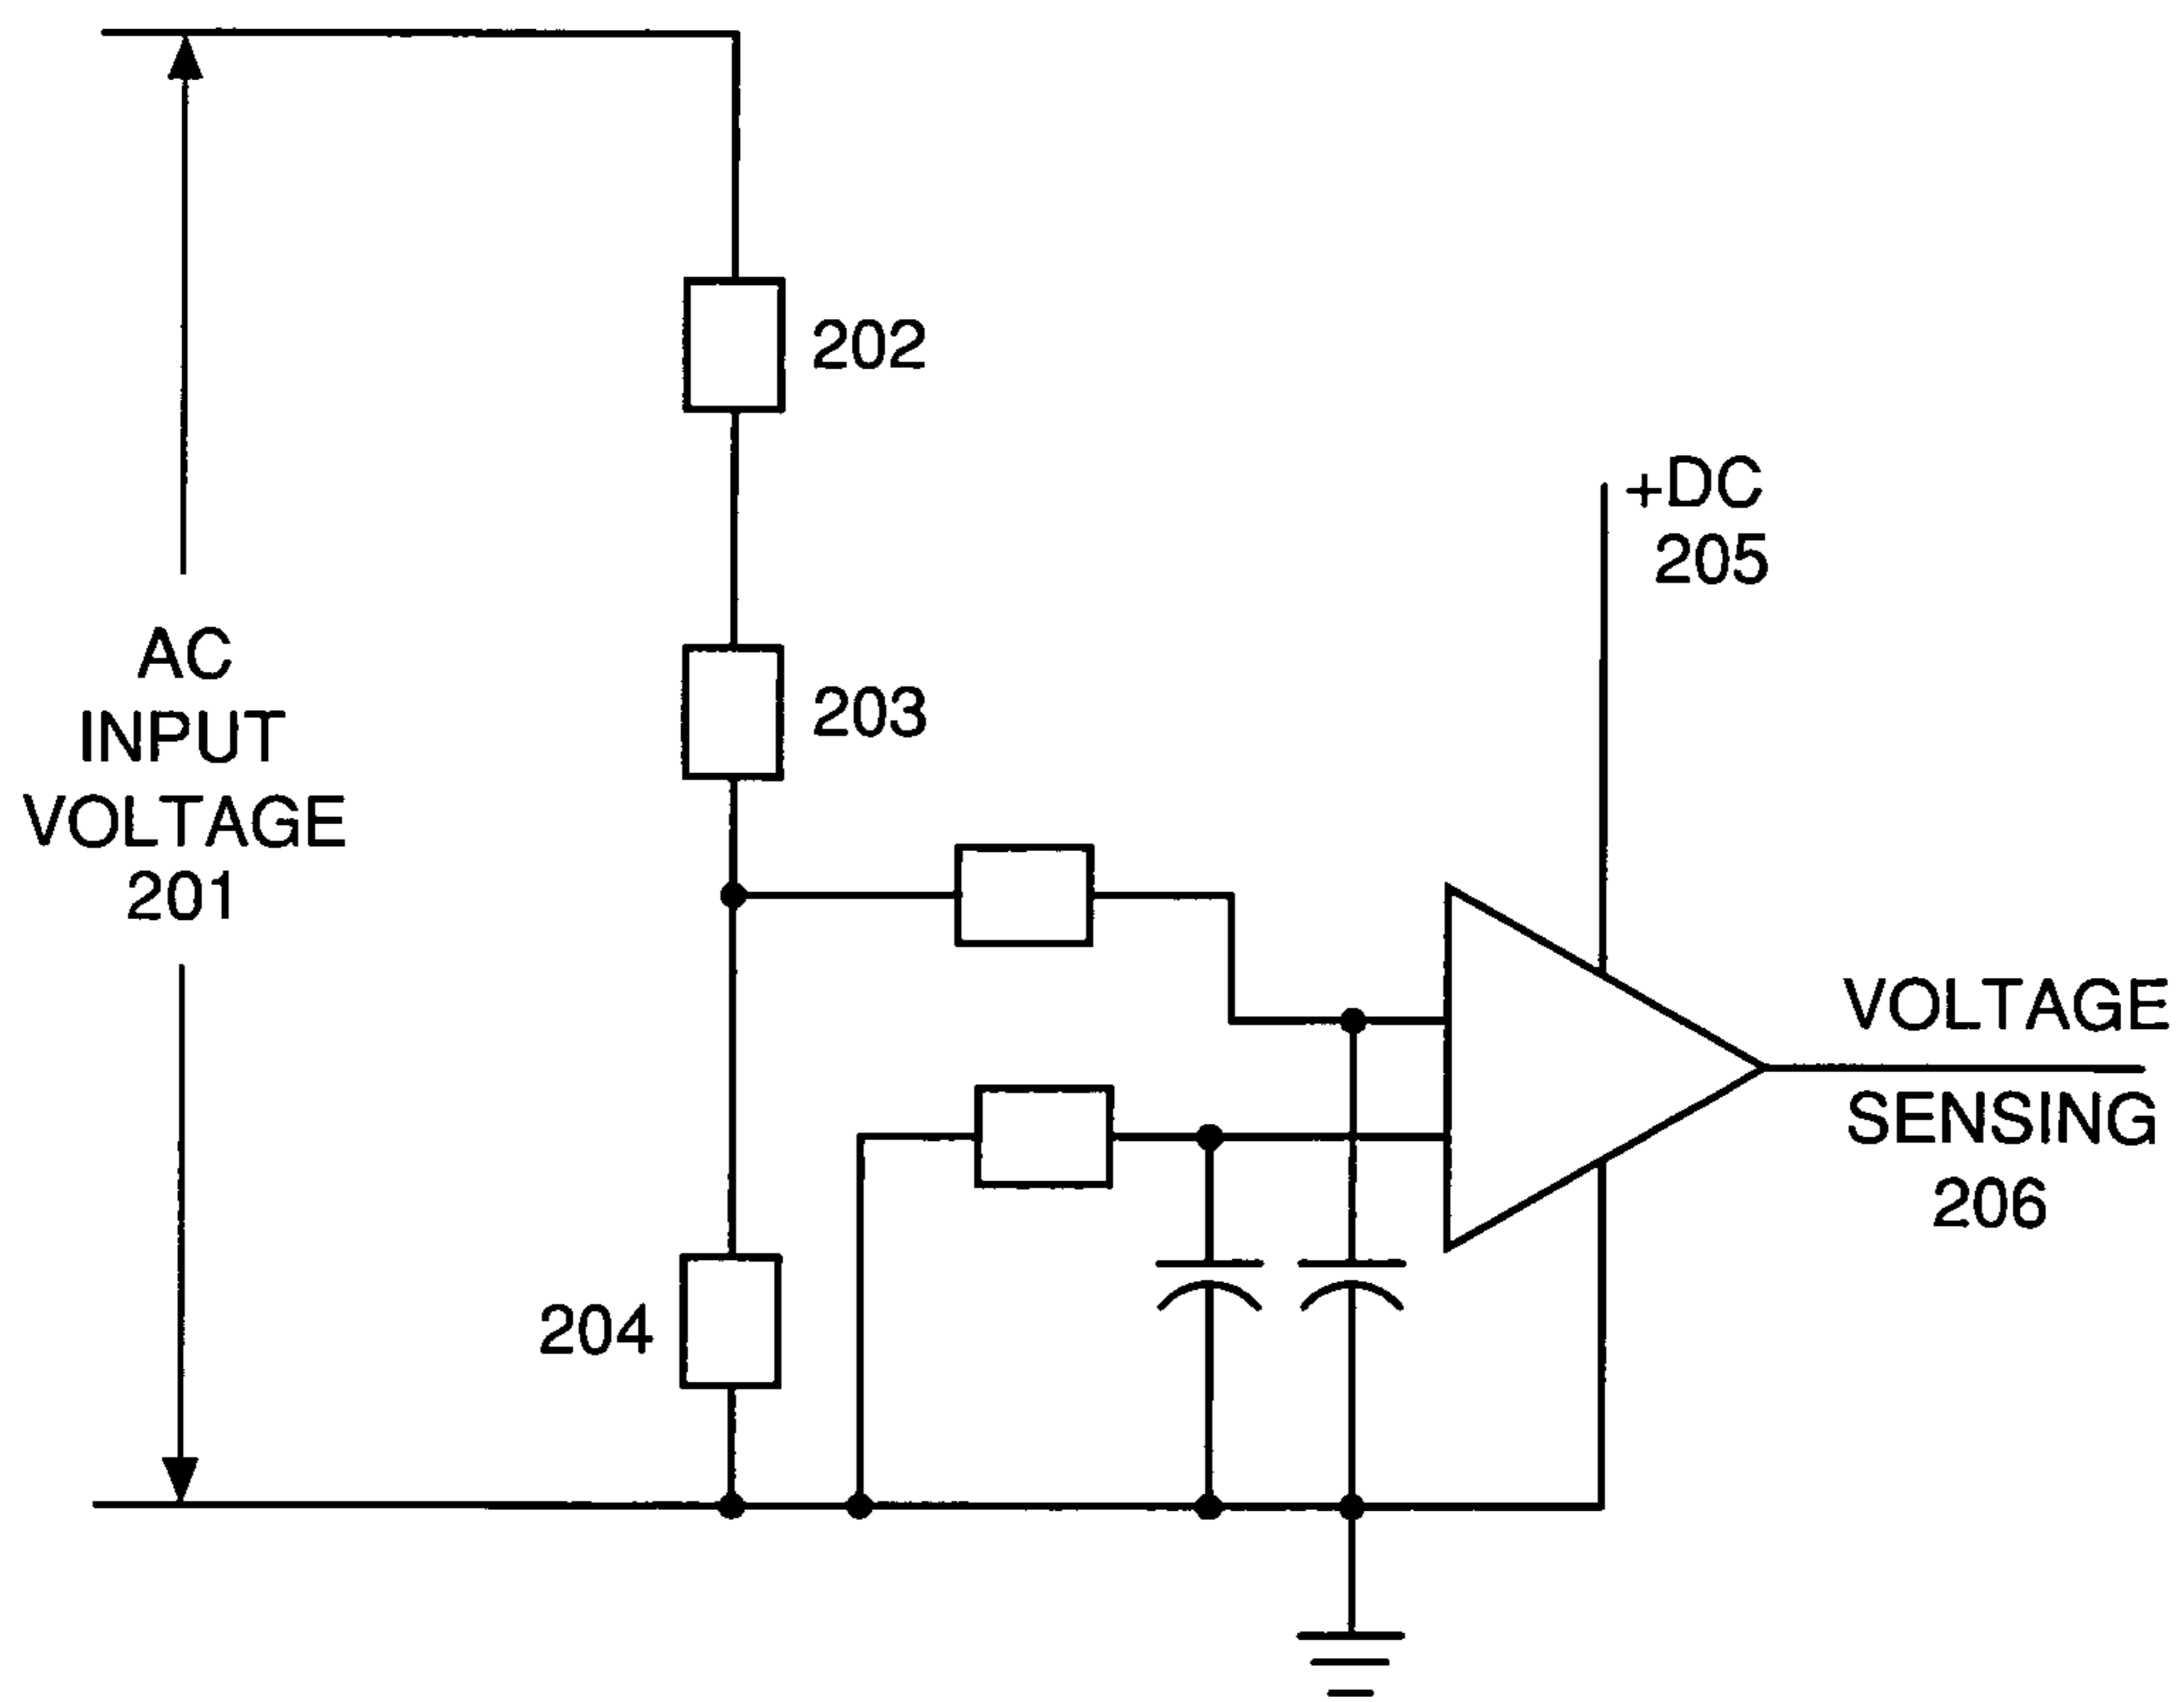 202
+DC
205
AC
INPUT
VOLTAGE
201
203
VOLTAGE
SENSING
206
204